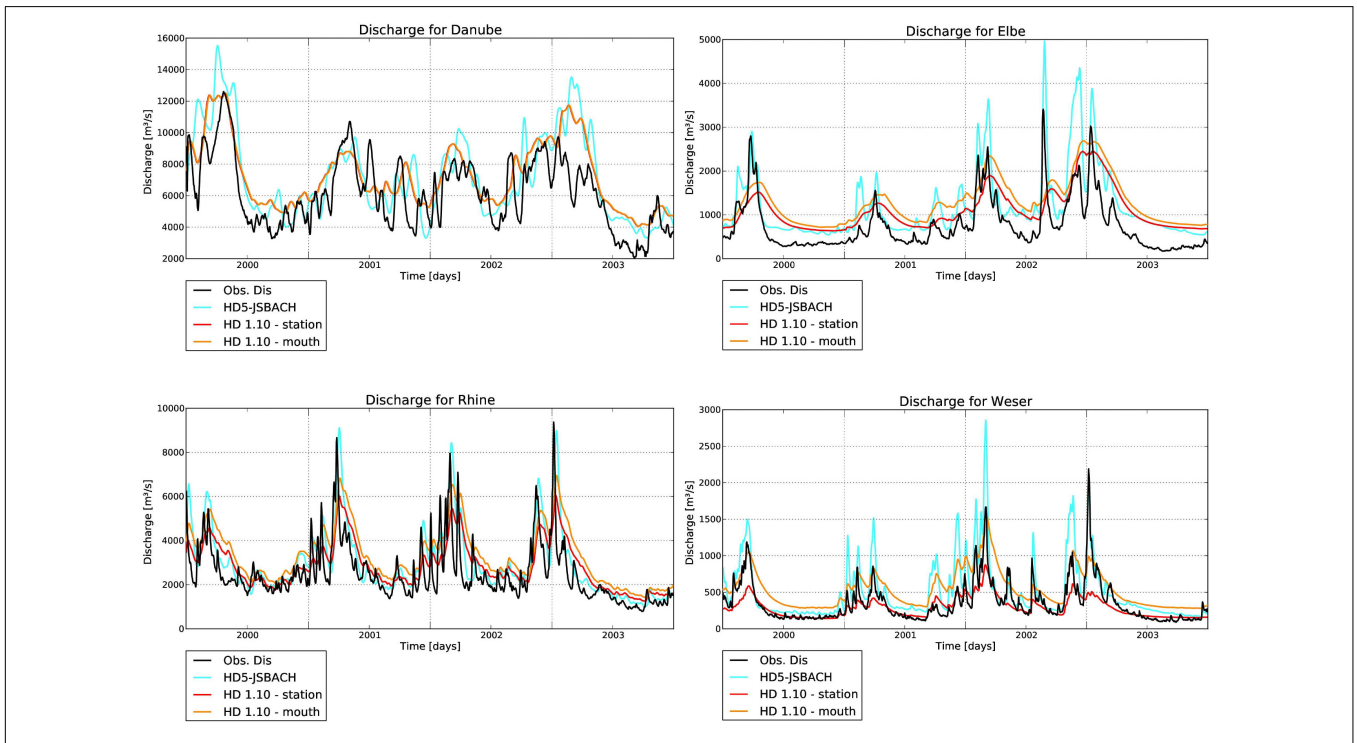 Discharge for Danube
Discharge [m³/s]
16000
14000
12000
10000
8000
6000
4000
2000
2000
2001
2002
2003
Time [days]
Obs. Dis
HD5-JSBACH
HD 1.10 - station
HD 1.10 - mouth
Discharge for Elbe
Discharge [m³/s]
5000
4000
3000
2000
1000
0
2000
2001
2002
2003
Time [days]
Obs. Dis
HD5-JSBACH
HD 1.10 - station
HD 1.10 - mouth
Discharge for Rhine
Discharge [m³/s]
10000
8000
6000
4000
2000
0
2000
2001
2002
2003
Time [days]
Obs. Dis
HD5-JSBACH
HD 1.10 - station
HD 1.10 - mouth
Discharge for Weser
Discharge [m³/s]
3000
2500
2000
1500
1000
500
0
2000
2001
2002
2003
Time [days]
Obs. Dis
HD5-JSBACH
HD 1.10 - station
HD 1.10 - mouth